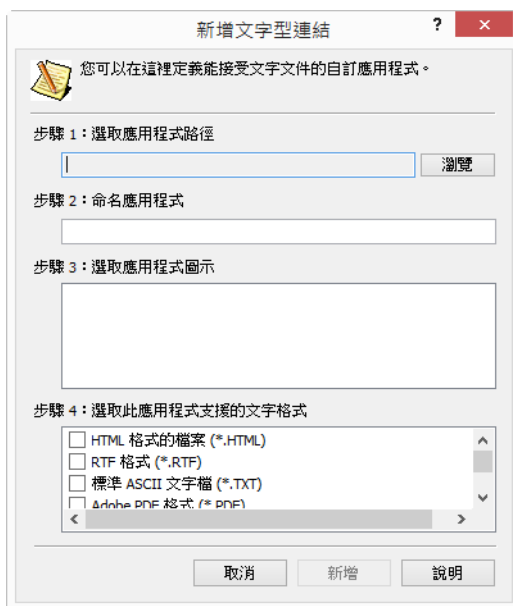 新增文字型連結
?
您可以在這裡定義能接受文字文件的自訂應用程式。
步驟 1：選取應用程式路徑
瀏覽
步驟 2：命名應用程式
步驟 3：選取應用程式圖示
步驟 4：選取此應用程式支援的文字格式
HTML 格式的檔案 (*.HTML)
RTF 格式 (*.RTF)
標準 ASCII 文字檔 (*.TXT)
Adobe PDF 格式 (*.PDF)
取消 新增 說明